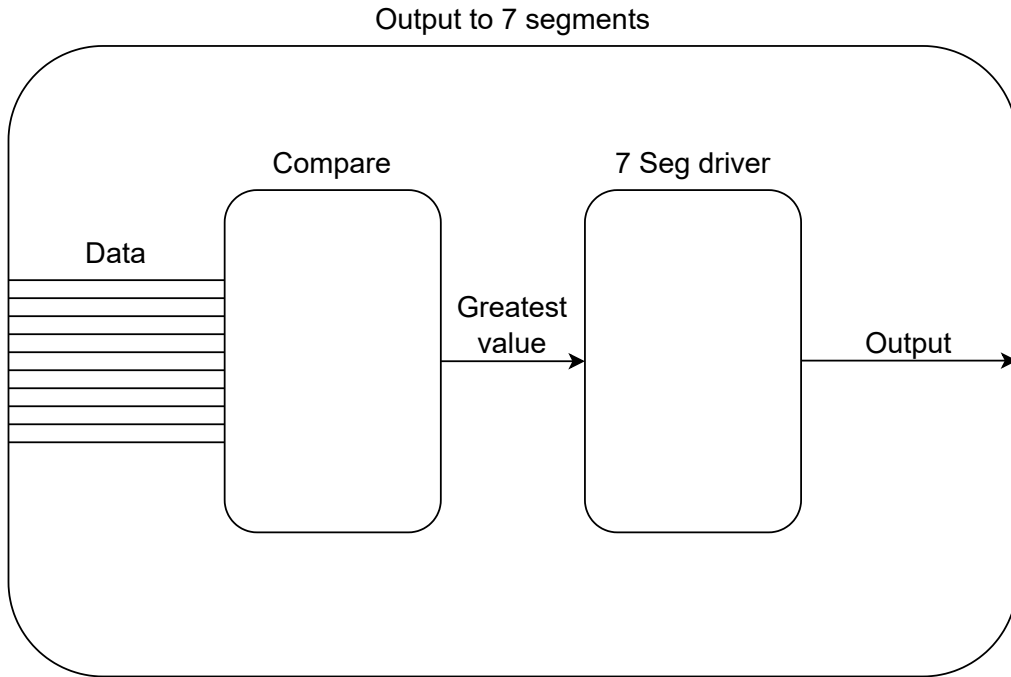 Output to 7 segments
Compare
7 Seg driver
Data
Greatest
value
Output